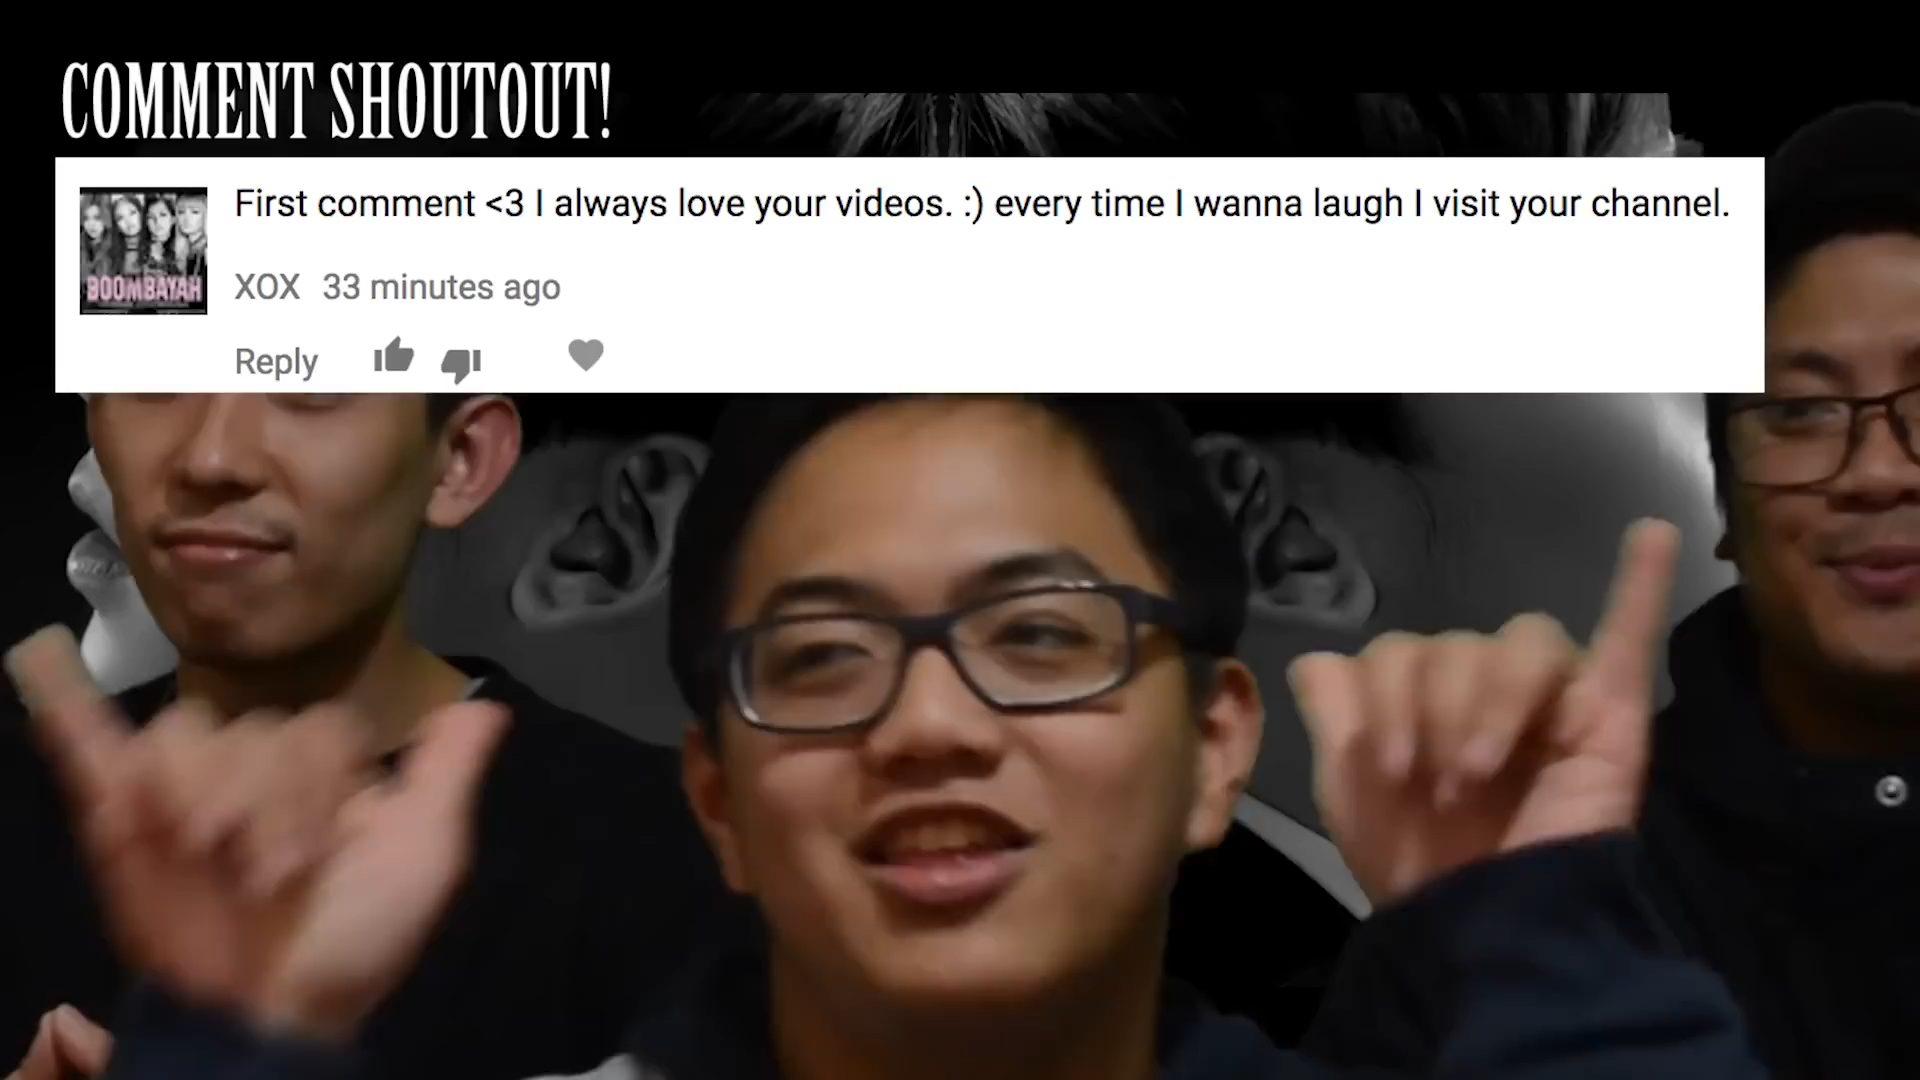 COMMENT SHOUTOUT!
First comment <3 I always love your videos. :) every time I wanna laugh I visit your channel.
BOOMBAYAH
XOX 33 minutes ago
Reply